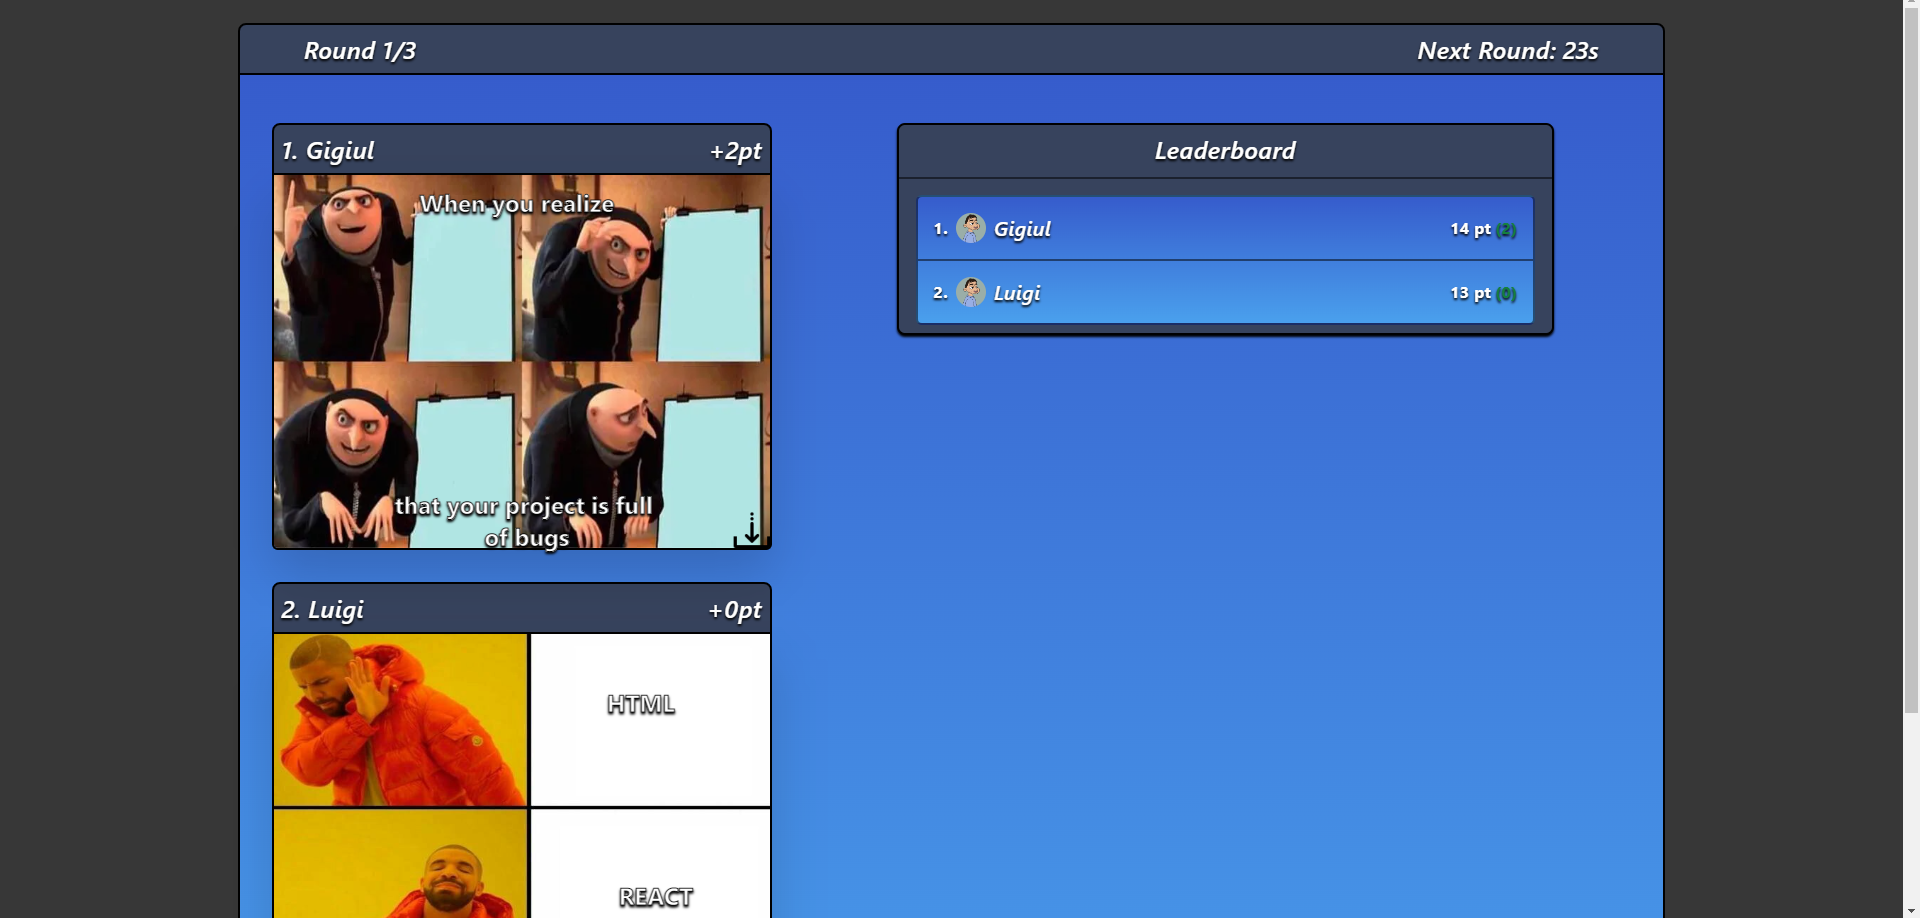 Round 1/3
Next Round: 23s
1. Gigiul
+2pt
When you realize
that your project is full
of bugs
2. Luigi
+0pt
HTML
REACT
Leaderboard
1. Gigiul 14 pt (2)
2. Luigi 13 pt (0)